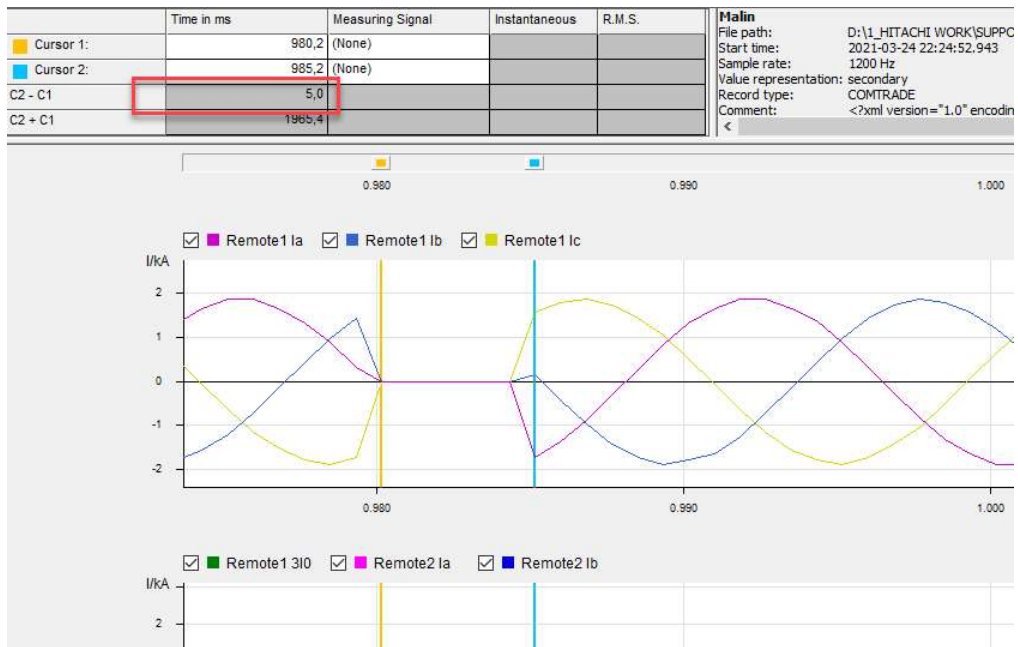 Time in ms Measuring Signal Instantaneous R.M.S.
Cursor 1: 980,2 (None)
Cursor 2: 985,2 (None)
C2 - C1 5,0
C2 + C1 1965,4
Malin
File path: D:\1_HITACHI WORK\SUPPO
Start time: 2021-03-24 22:24:52.943
Sample rate: 1200 Hz
Value representation: secondary
Record type: COMTRADE
Comment: <?xml version="1.0" encodin
0.980 0.990 1.000
Remote1 Ia Remote1 Ib Remote1 Ic
I/kA
2
1
0
-1
-2
0.980 0.990 1.000
Remote1 3I0 Remote2 Ia Remote2 Ib
I/kA
2